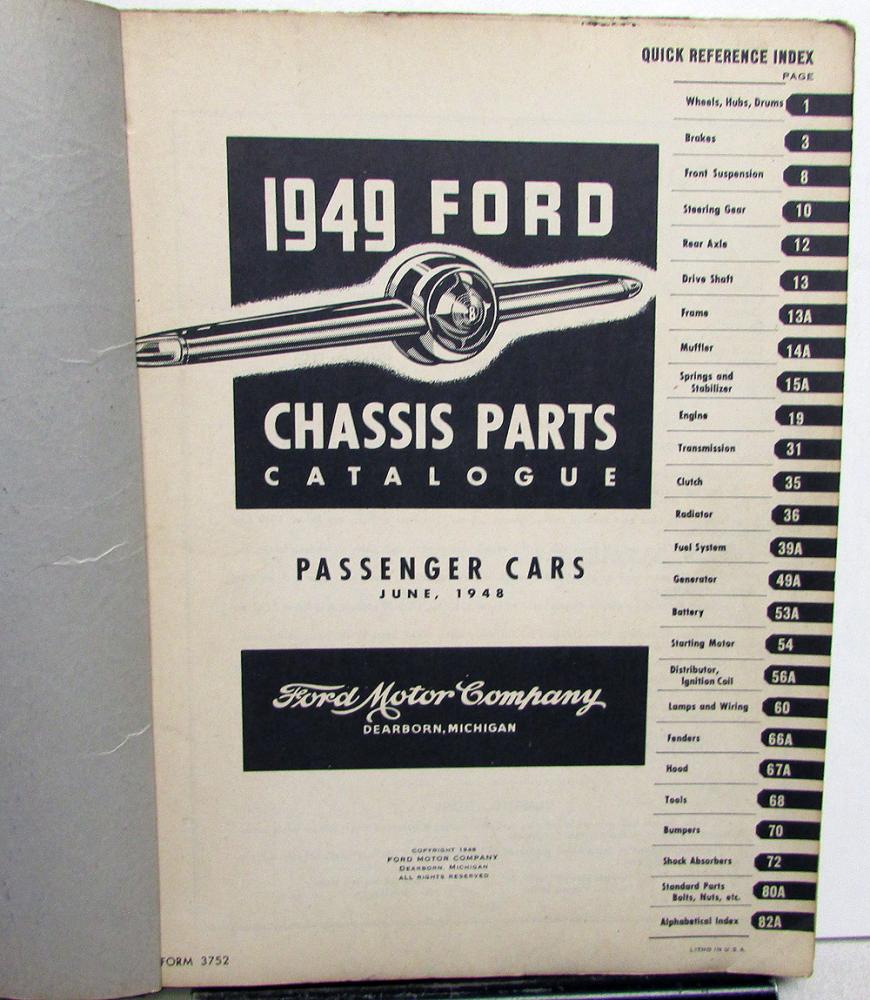 1949 FORD
8
CHASSIS PARTS
CATALOGUE
PASSENGER CARS
JUNE, 1948
Ford Motor Company
DEARBORN, MICHIGAN
COPYRIGHT 1948
FORD MOTOR COMPANY
DEARBORN, MICHIGAN
ALL RIGHTS RESERVED
FORM 3752
QUICK REFERENCE INDEX
PAGE
Wheels, Hubs, Drums 1
Brakes 3
Front Suspension 8
Steering Gear 10
Rear Axle 12
Drive Shaft 13
Frame 13A
Muffler 14A
Springs and
Stabilizer 15A
Engine 19
Transmission 31
Clutch 35
Radiator 36
Fuel System 39A
Generator 49A
Battery 53A
Starting Motor 54
Distributor,
Ignition Coil 56A
Lamps and Wiring 60
Fenders 66A
Hood 67A
Tools 68
Bumpers 70
Shock Absorbers 72
Standard Parts
Bolts, Nuts, etc. 80A
Alphabetical Index 82A
LITHO IN U.S.A.